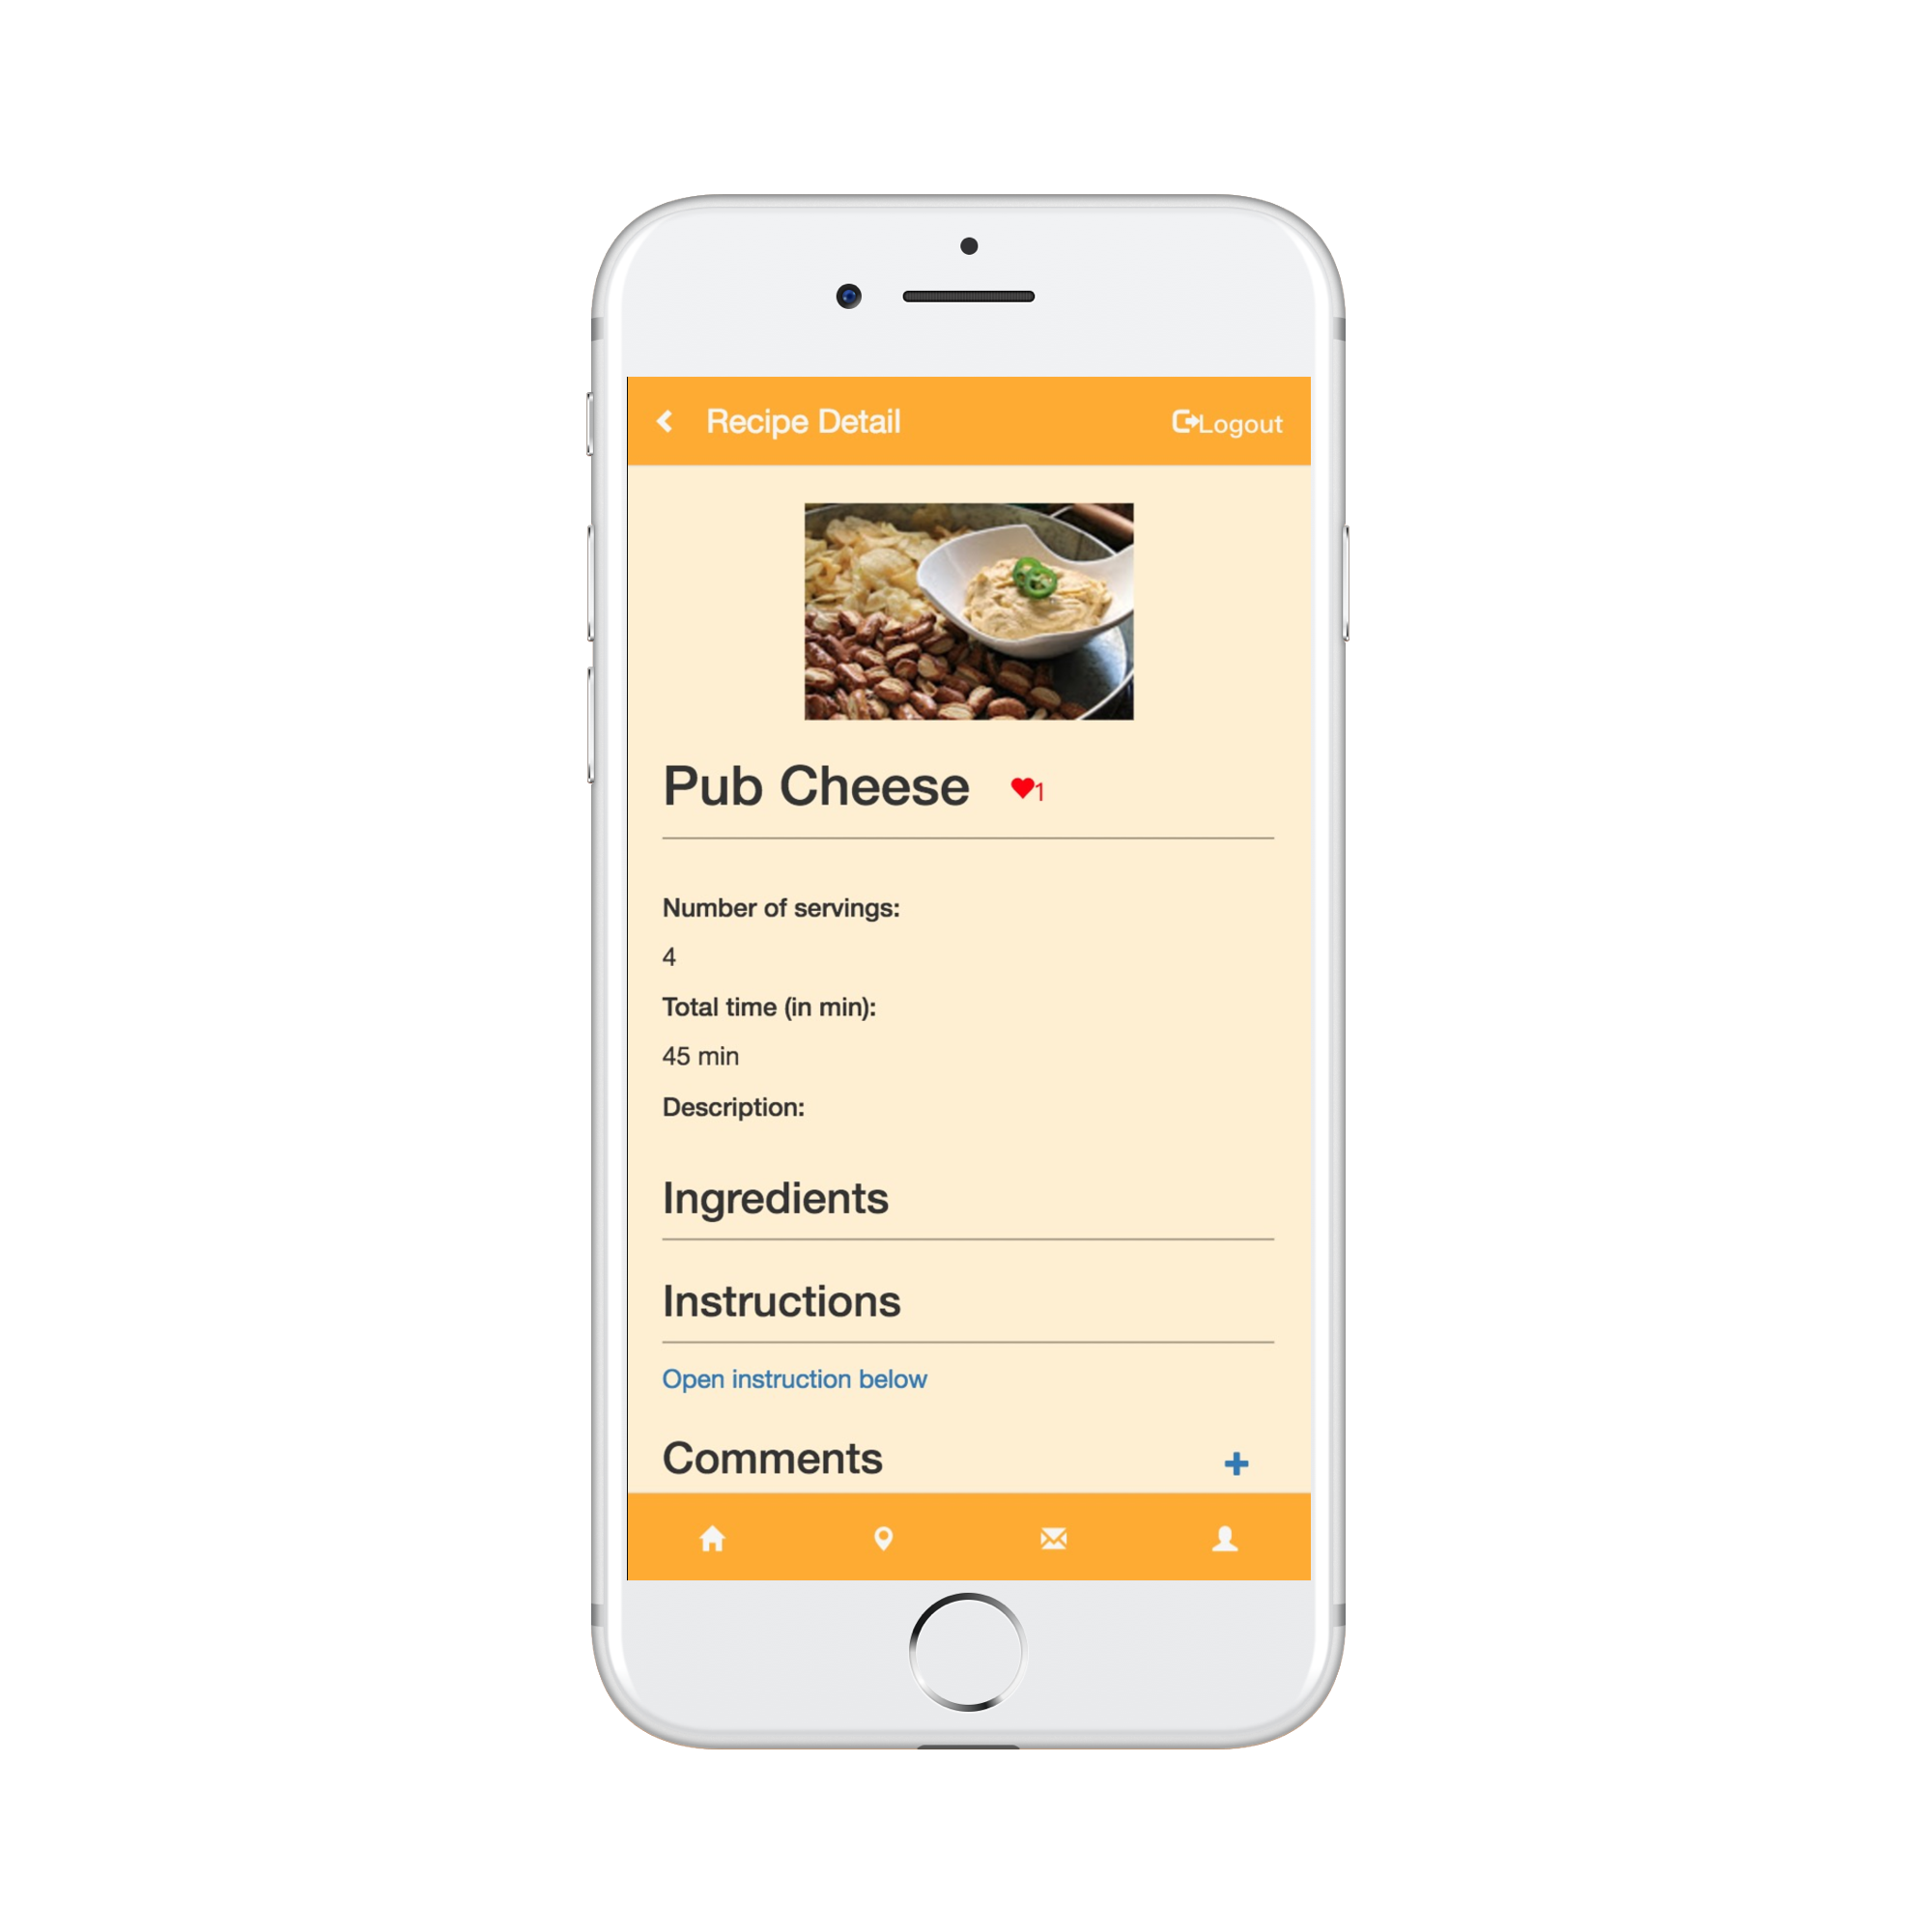 Recipe Detail
Logout
Pub Cheese
1
Number of servings:
4
Total time (in min):
45 min
Description:
Ingredients
Instructions
Open instruction below
Comments
+